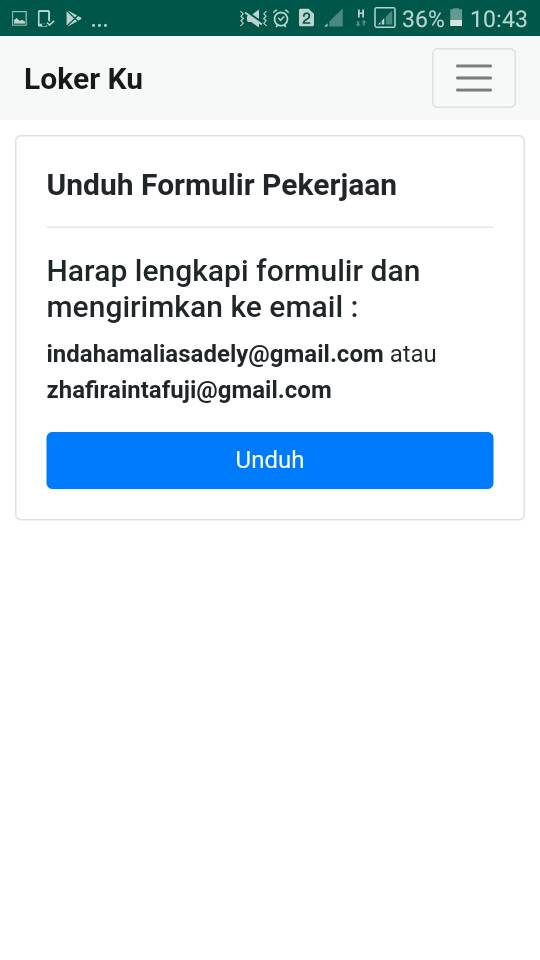 ... 2 H 36% 10:43
Loker Ku
Unduh Formulir Pekerjaan
Harap lengkapi formulir dan
mengirimkan ke email :
indahamaliasadely@gmail.com atau
zhafiraintafuji@gmail.com
Unduh